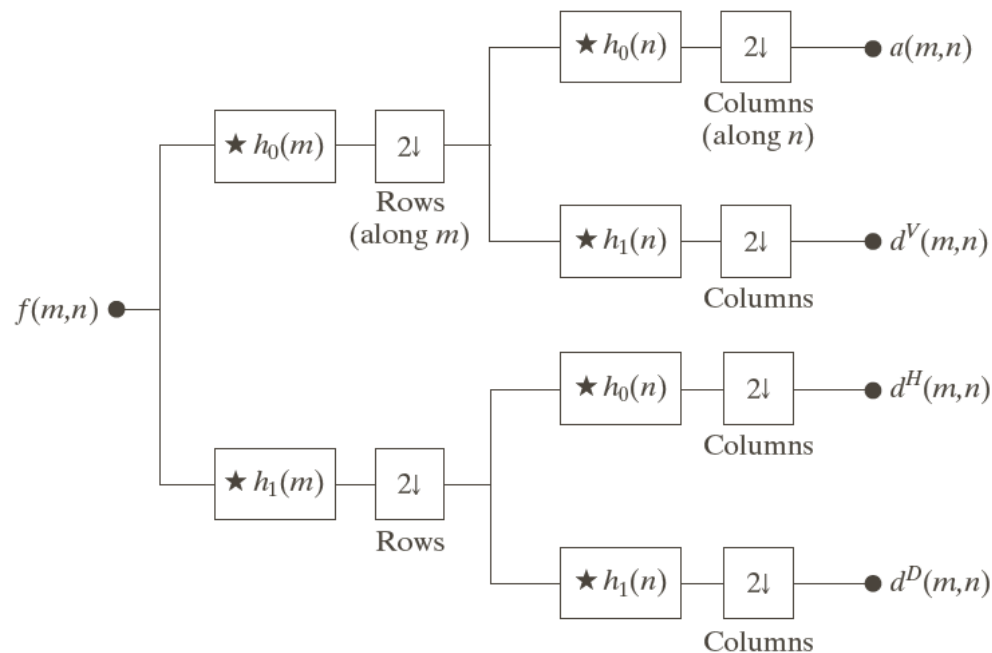 ★ h₀(n)
2↓
a(m,n)
Columns
(along n)
★ h₀(m)
2↓
Rows
(along m)
★ h₁(n)
2↓
dⱽ(m,n)
Columns
f(m,n)
★ h₀(n)
2↓
dᴴ(m,n)
Columns
★ h₁(m)
2↓
Rows
★ h₁(n)
2↓
dᴰ(m,n)
Columns